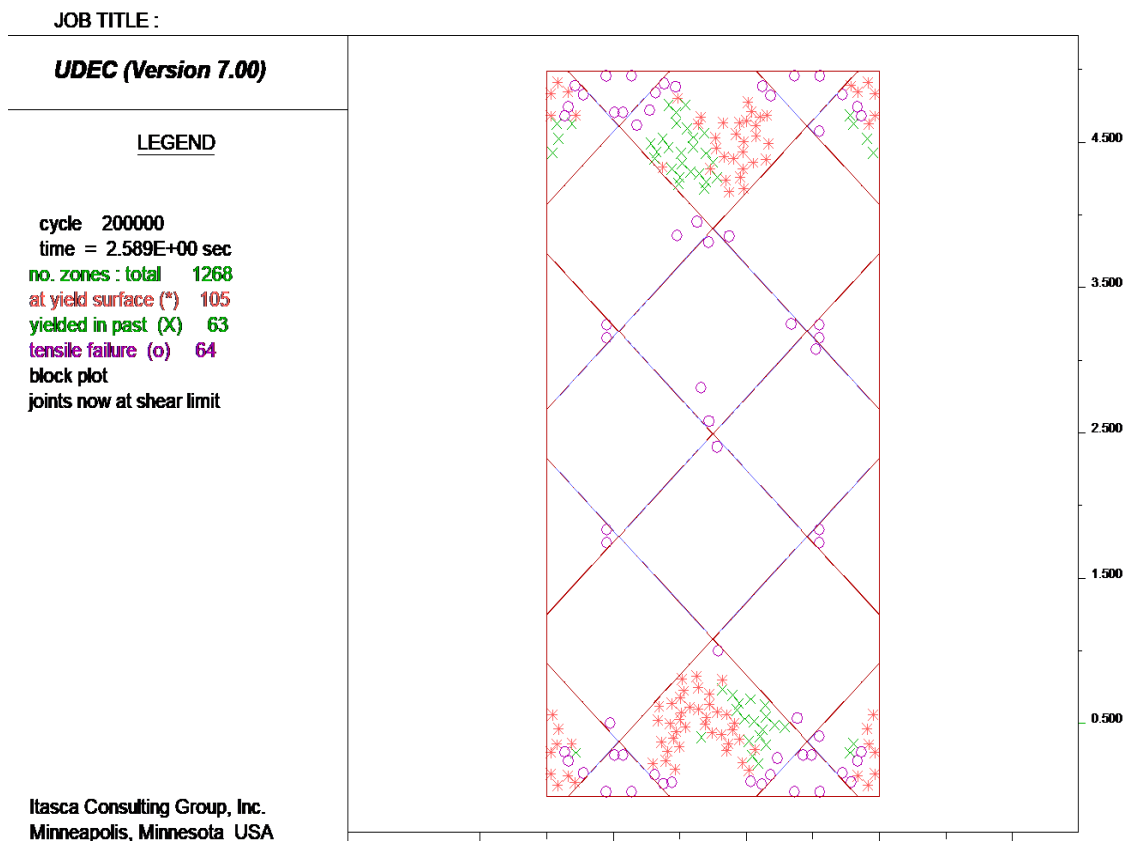 JOB TITLE :
UDEC (Version 7.00)
LEGEND
cycle 200000
time = 2.589E+00 sec
no. zones : total 1268
at yield surface (*) 105
yielded in past (X) 63
tensile failure (o) 64
block plot
joints now at shear limit
4.500
3.500
2.500
1.500
0.500
Itasca Consulting Group, Inc.
Minneapolis, Minnesota USA